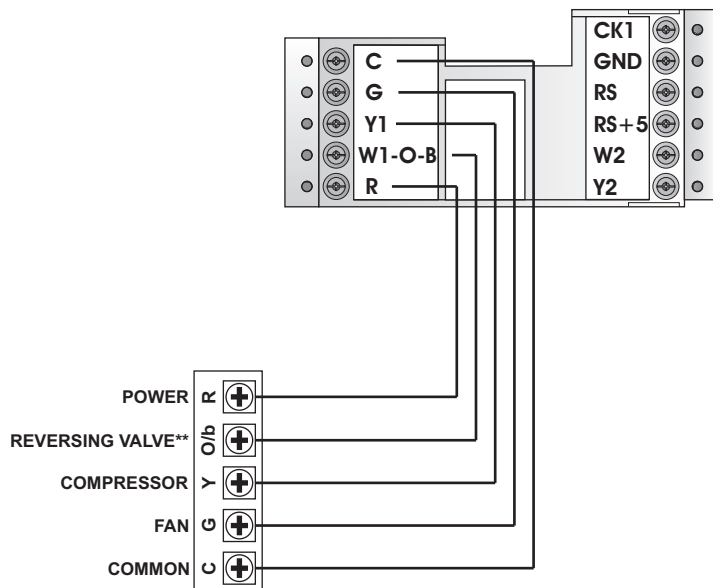 CK1
GND
RS
RS+5
W2
Y2
C
G
Y1
W1-O-B
R
POWER R
REVERSING VALVE** O/b
COMPRESSOR Y
FAN G
COMMON C